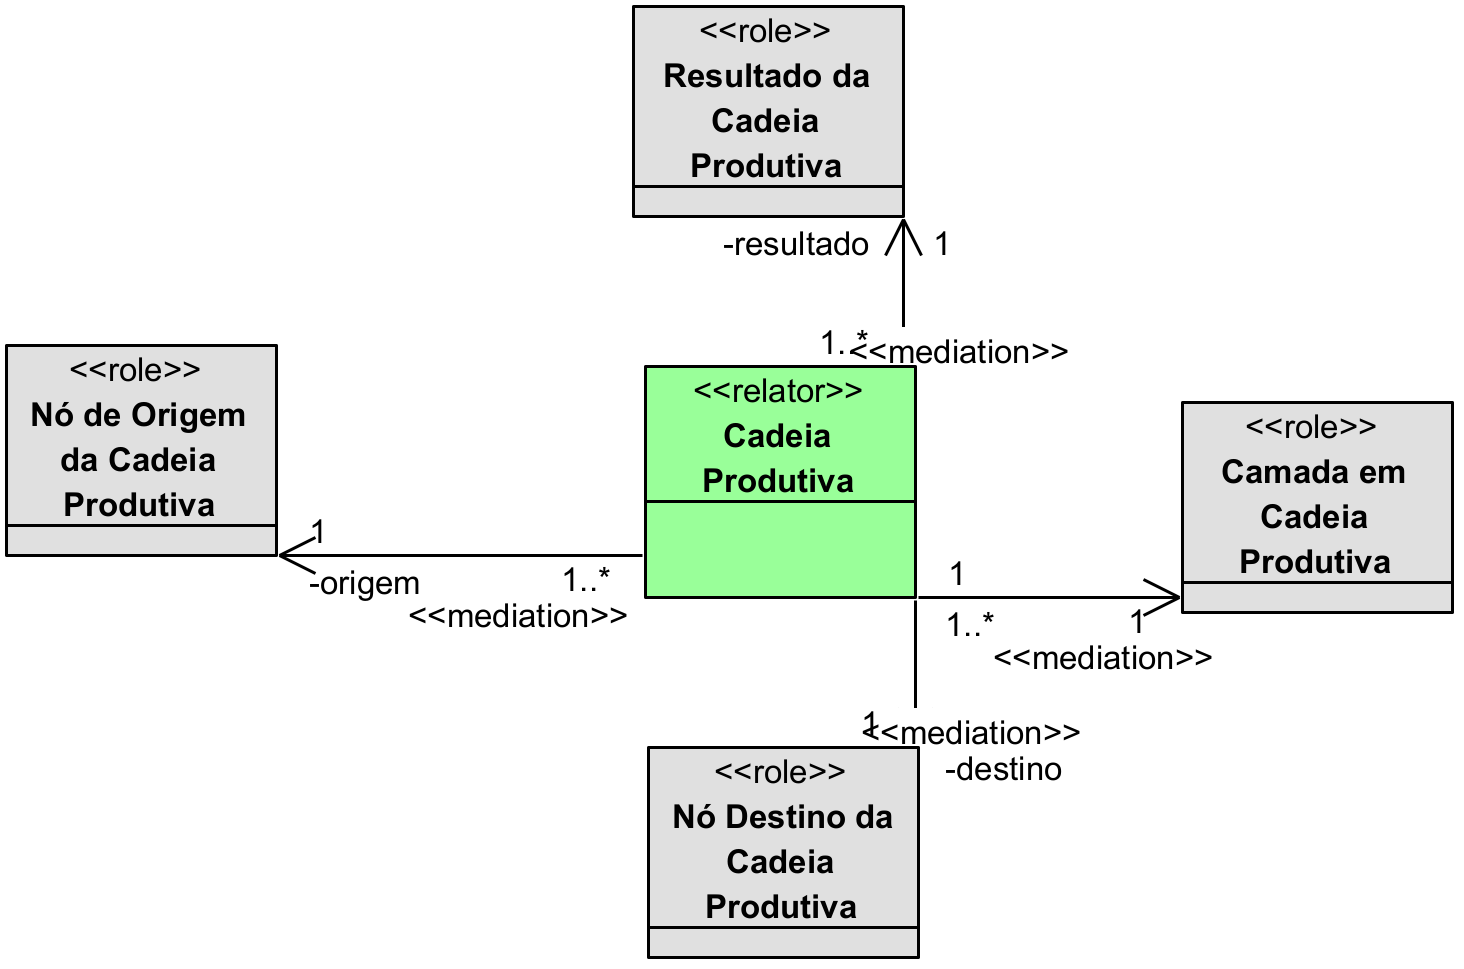 <<role>>
Resultado da
Cadeia
Produtiva
-resultado
1
1..*
<<mediation>>
<<role>>
Nó de Origem
da Cadeia
Produtiva
1
-origem
1..*
<<mediation>>
<<relator>>
Cadeia
Produtiva
<<role>>
Camada em
Cadeia
Produtiva
1
1..*
1
<<mediation>>
1
<<mediation>>
-destino
<<role>>
Nó Destino da
Cadeia
Produtiva